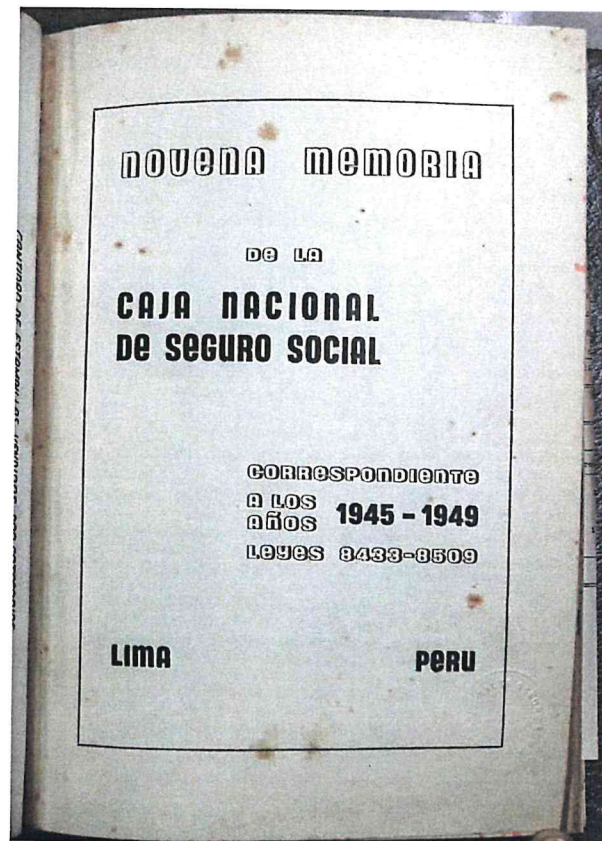 NOVENA MEMORIA
DE LA
CAJA NACIONAL
DE SEGURO SOCIAL
CORRESPONDIENTE
A LOS
AÑOS 1945 - 1949
LEYES 8433-8509
LIMA PERU